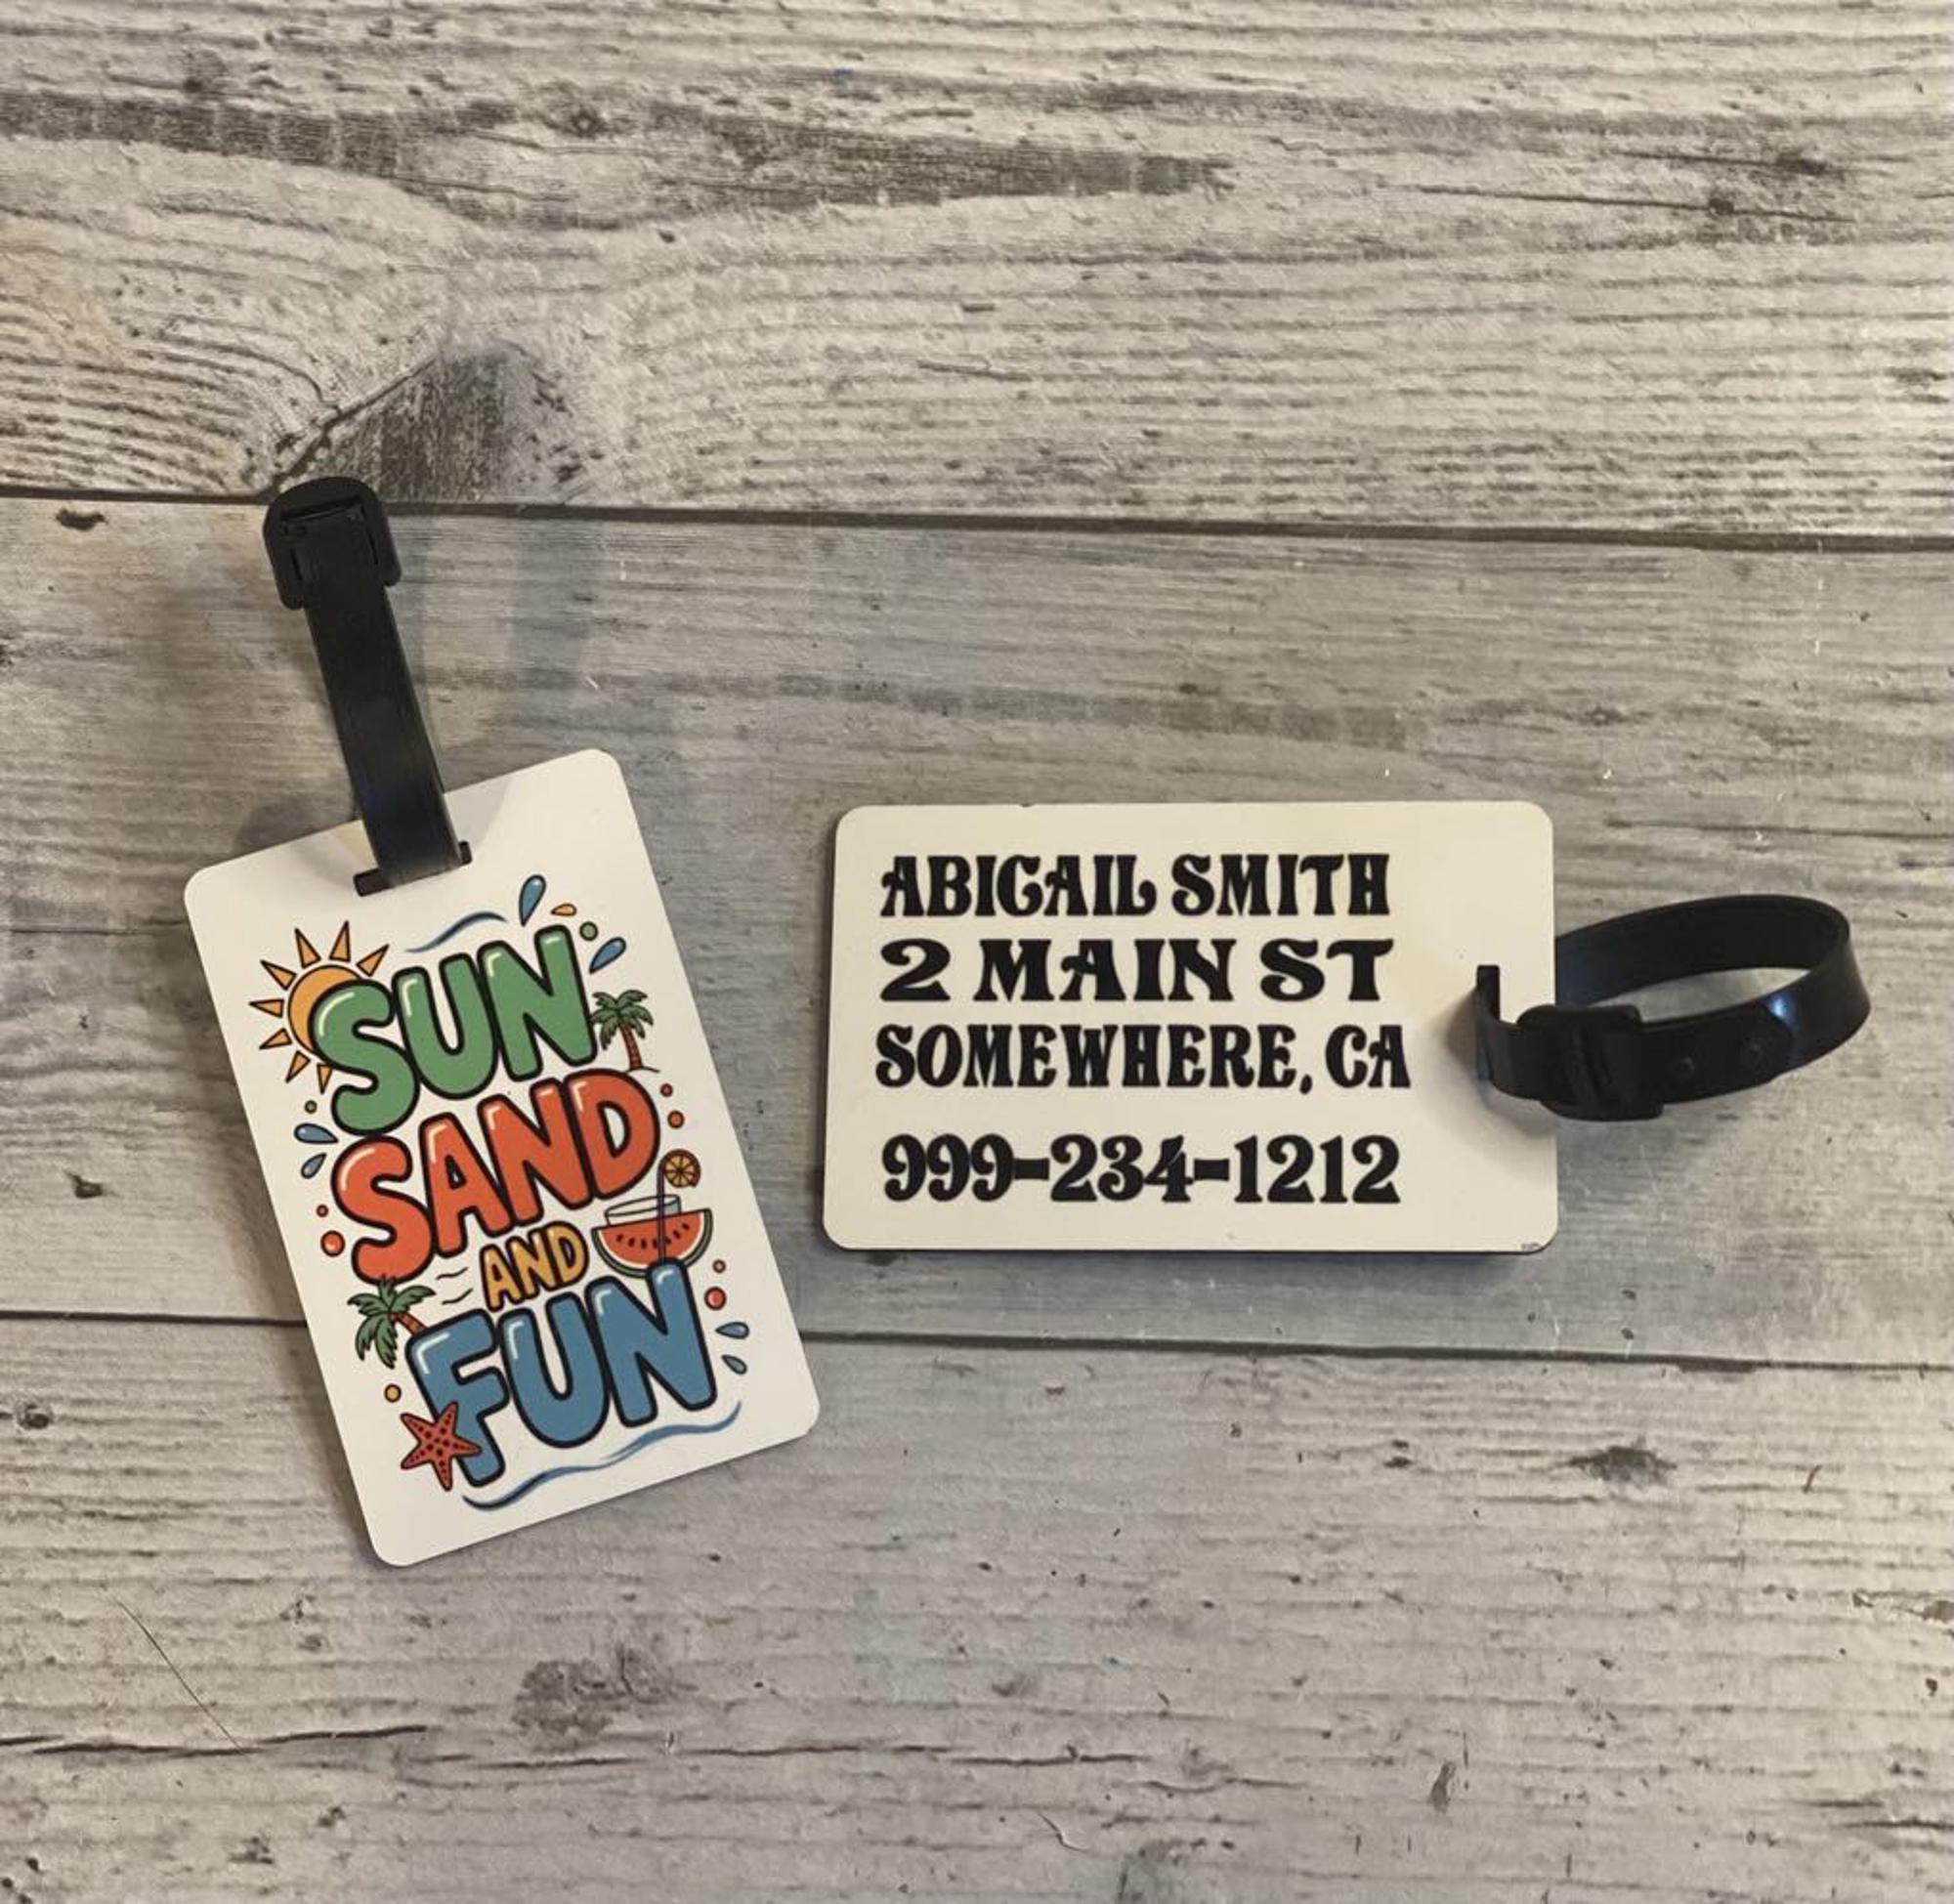 SUN
SAND
AND
FUN
ABIGAIL SMITH
2 MAIN ST
SOMEWHERE, CA
999-234-1212